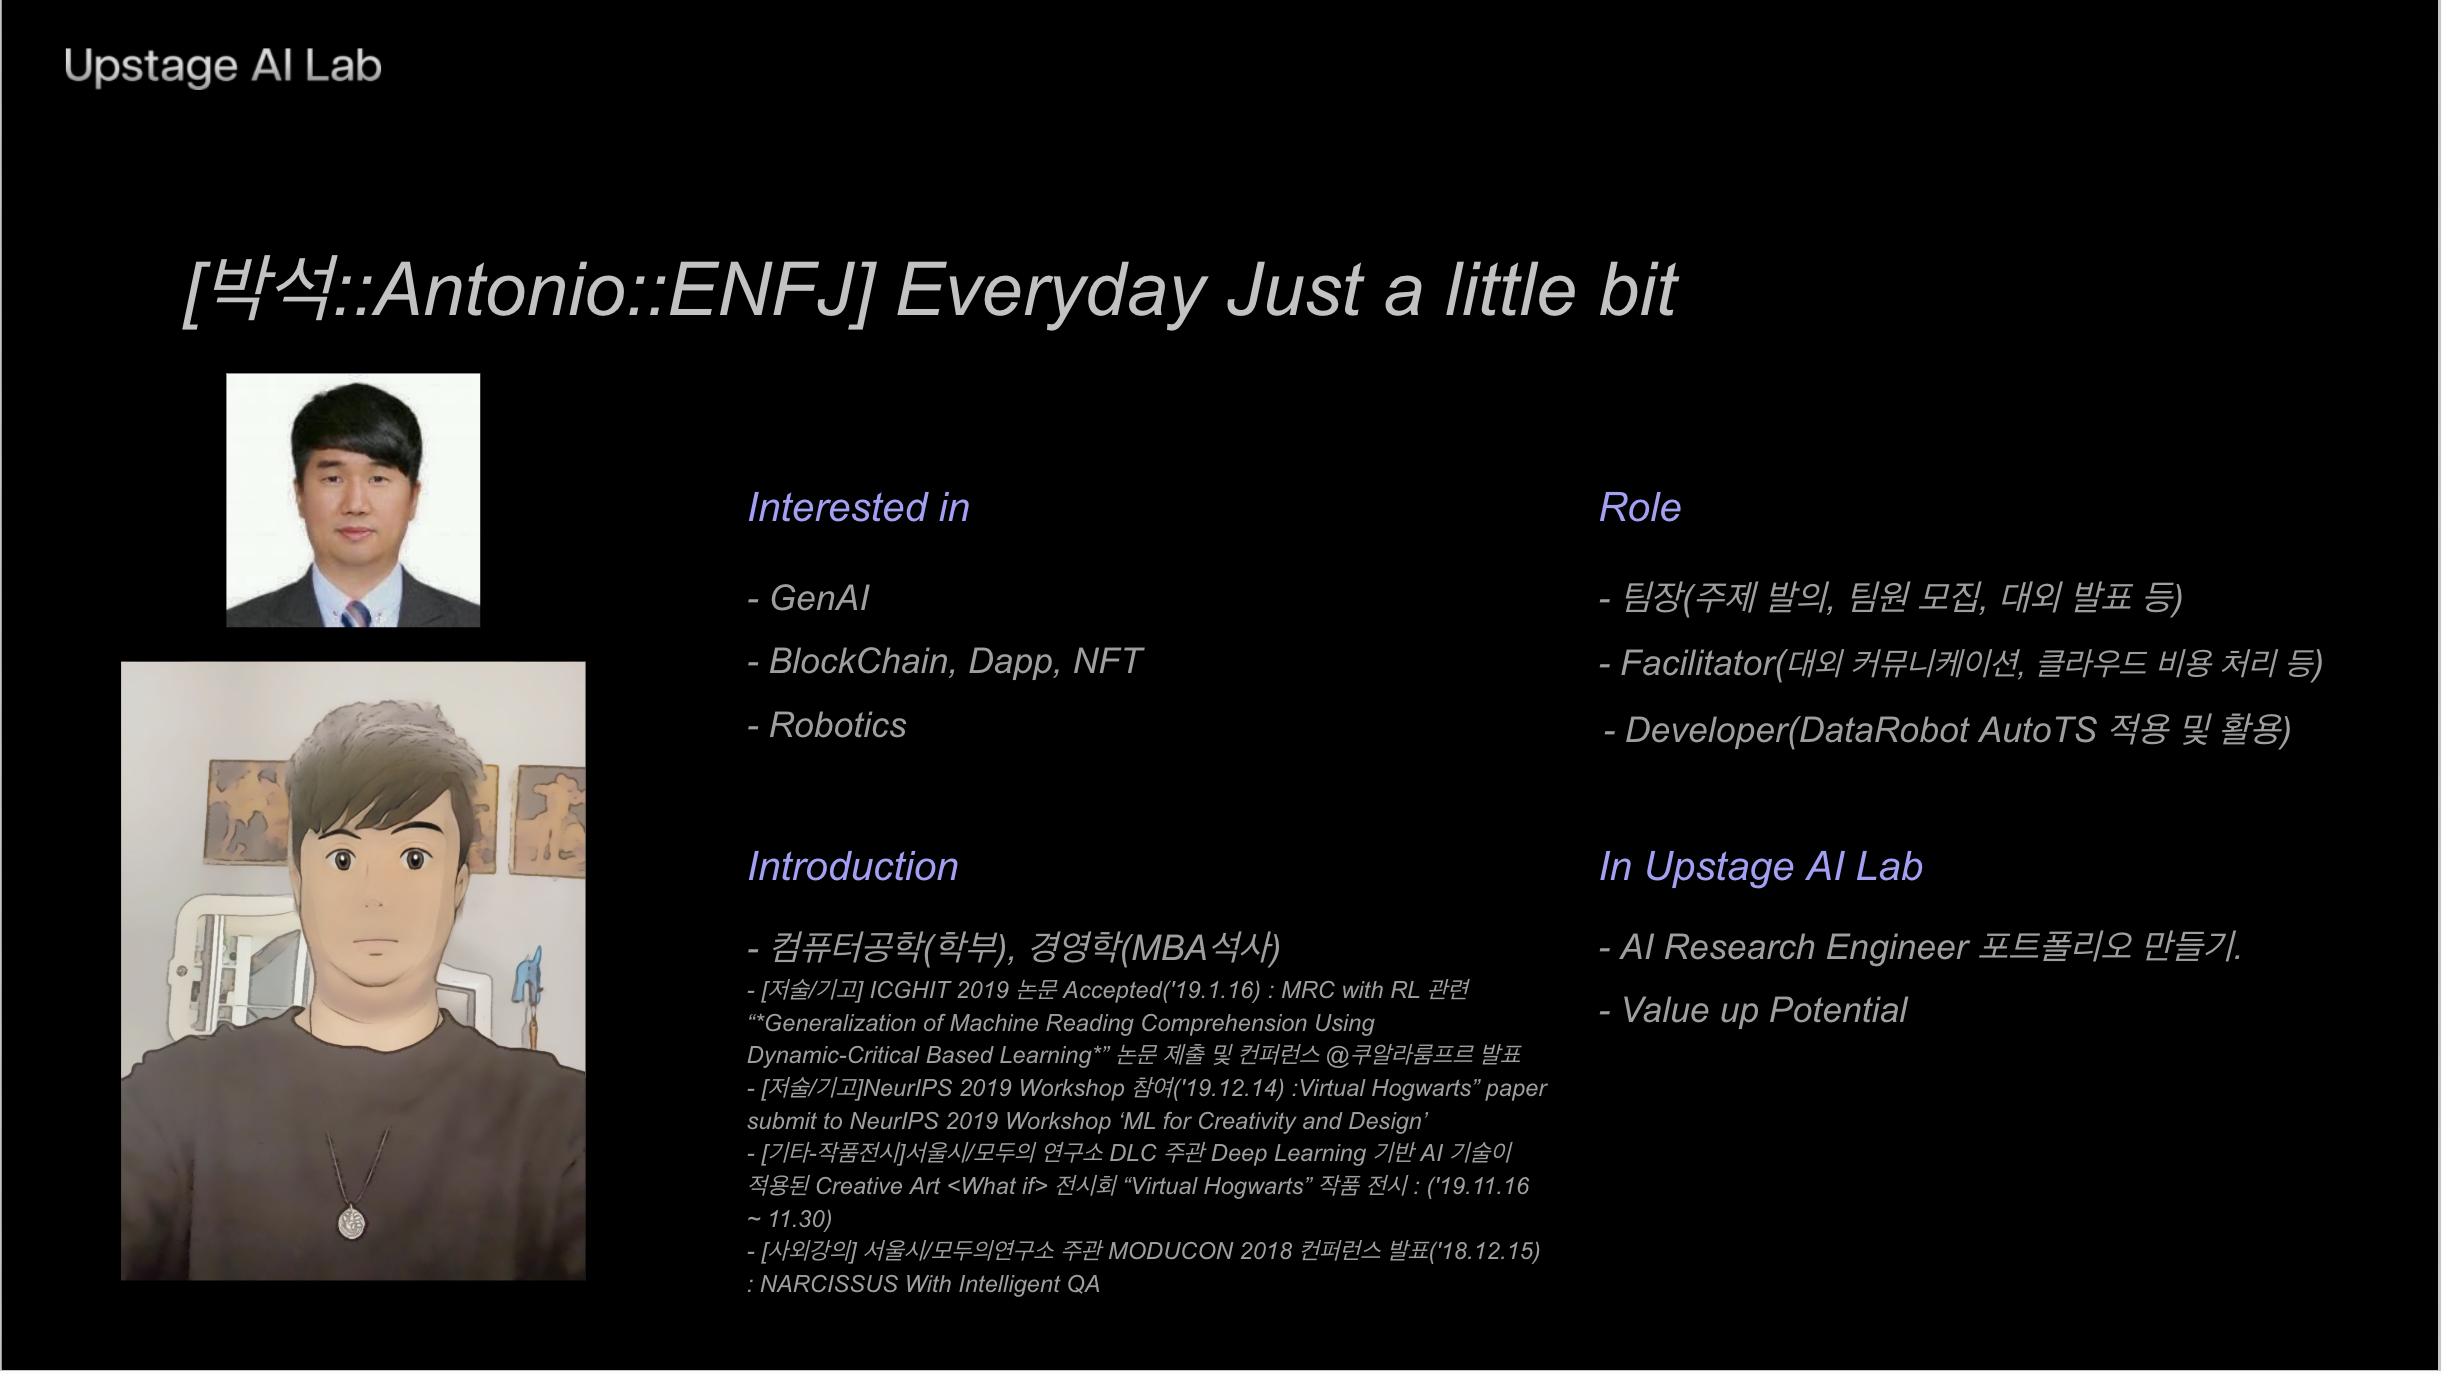 Upstage AI Lab
[박석::Antonio::ENFJ] Everyday Just a little bit
Interested in
- GenAI
- BlockChain, Dapp, NFT
- Robotics
Role
- 팀장(주제 발의, 팀원 모집, 대외 발표 등)
- Facilitator(대외 커뮤니케이션, 클라우드 비용 처리 등)
- Developer(DataRobot AutoTS 적용 및 활용)
Introduction
- 컴퓨터공학(학부), 경영학(MBA석사)
- [저술/기고] ICGHIT 2019 논문 Accepted('19.1.16) : MRC with RL 관련
“*Generalization of Machine Reading Comprehension Using
Dynamic-Critical Based Learning*” 논문 제출 및 컨퍼런스 @쿠알라룸프르 발표
- [저술/기고]NeurIPS 2019 Workshop 참여('19.12.14) :Virtual Hogwarts” paper
submit to NeurIPS 2019 Workshop ‘ML for Creativity and Design’
- [기타-작품전시]서울시/모두의 연구소 DLC 주관 Deep Learning 기반 AI 기술이
적용된 Creative Art <What if> 전시회 “Virtual Hogwarts” 작품 전시 : ('19.11.16
~ 11.30)
- [사외강의] 서울시/모두의연구소 주관 MODUCON 2018 컨퍼런스 발표('18.12.15)
: NARCISSUS With Intelligent QA
In Upstage AI Lab
- AI Research Engineer 포트폴리오 만들기.
- Value up Potential